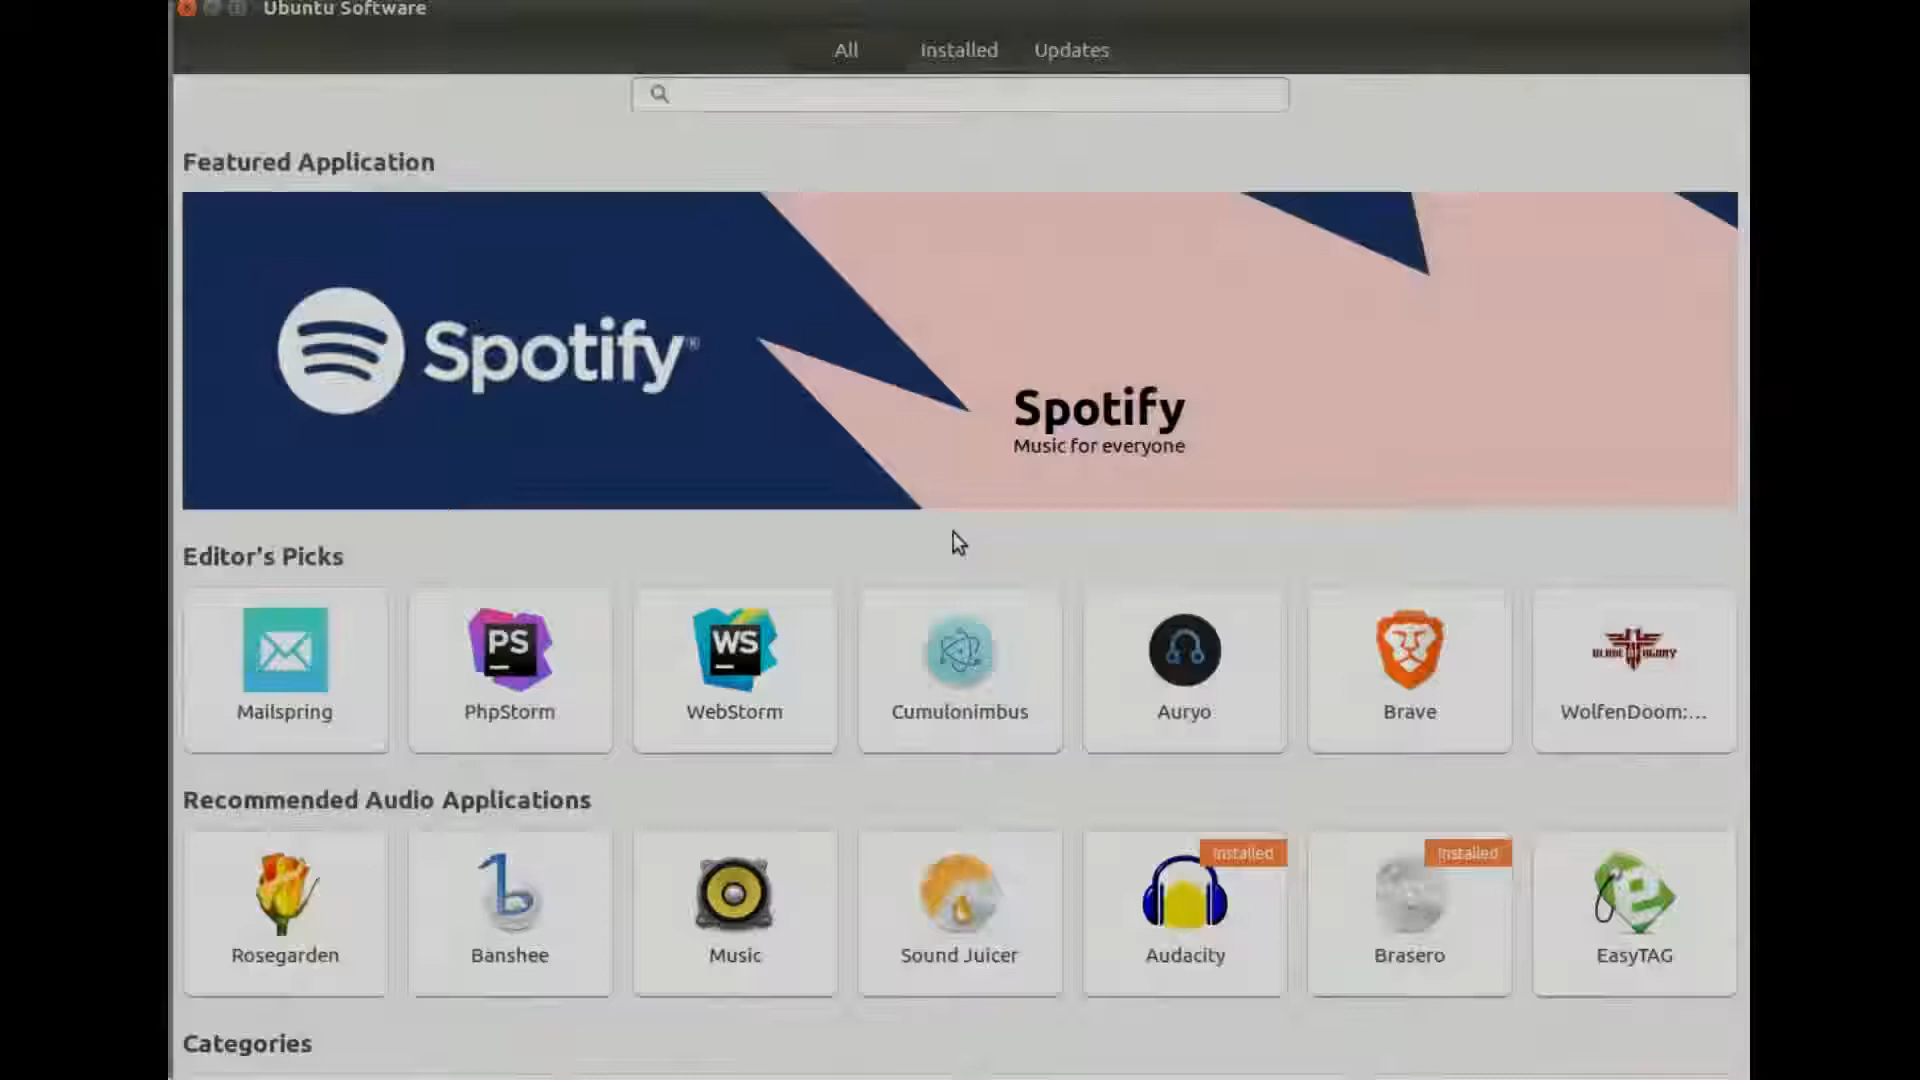 Ubuntu Software
All Installed Updates
Featured Application
Spotify®
Spotify
Music for everyone
Editor's Picks
PS
WS
Mailspring PhpStorm WebStorm Cumulonimbus Auryo Brave WolfenDoom:...
Recommended Audio Applications
Installed Installed
Rosegarden Banshee Music Sound Juicer Audacity Brasero EasyTAG
Categories